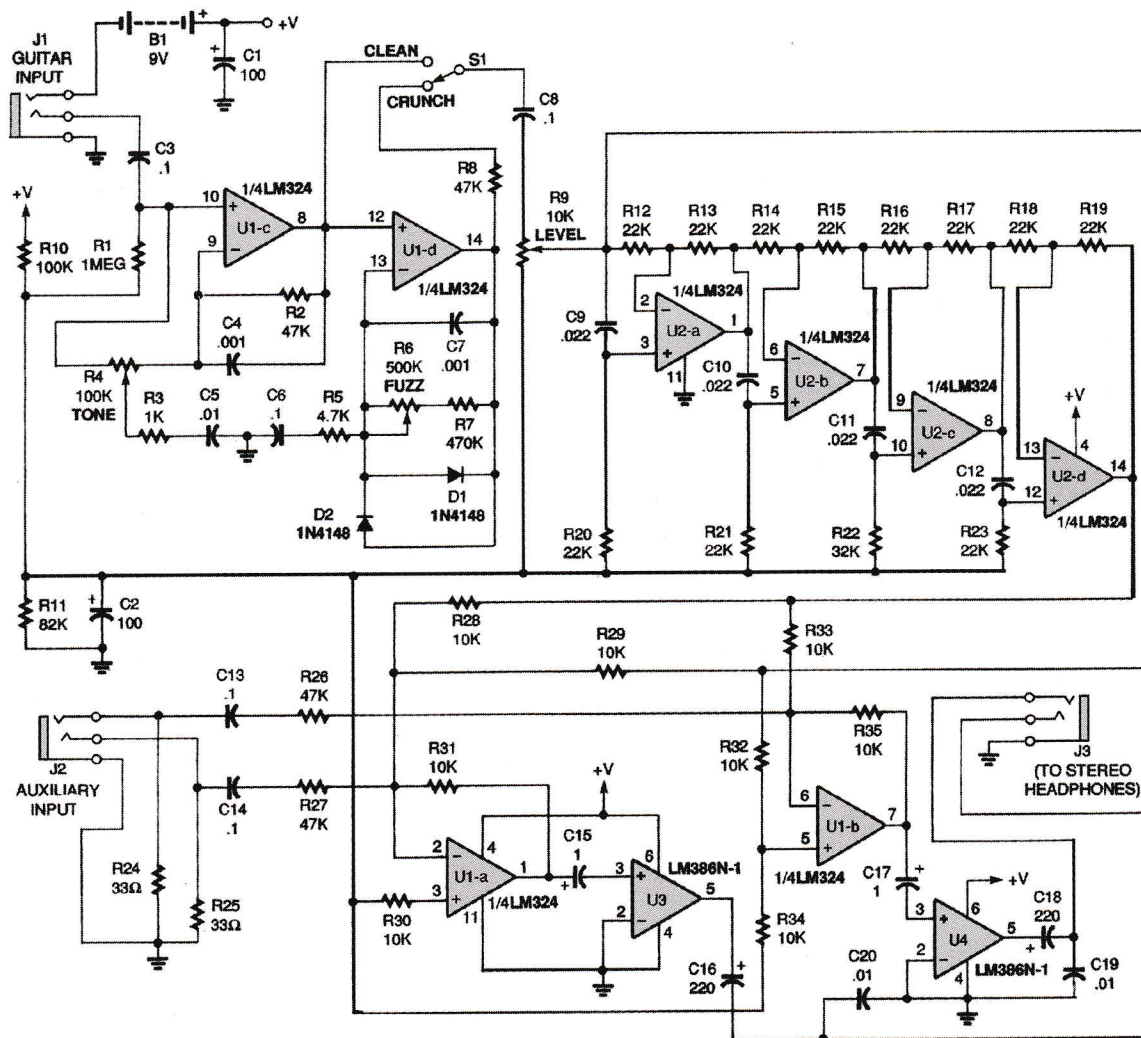 J1
GUITAR
INPUT
B1
9V
+
+V
+
C1
100
CLEAN
S1
CRUNCH
C8
.1
C3
.1
+V
R10
100K
R1
1MEG
10
+
9
−
1/4LM324
U1-c
8
R2
47K
C4
.001
R4
100K
TONE
R3
1K
C5
.01
C6
.1
R5
4.7K
12
+
13
−
U1-d
14
1/4LM324
R8
47K
C7
.001
R6
500K
FUZZ
R7
470K
D1
1N4148
D2
1N4148
R9
10K
LEVEL
R12
22K
R13
22K
R14
22K
R15
22K
R16
22K
R17
22K
R18
22K
R19
22K
1/4LM324
2
−
3
+
U2-a
1
11
C9
.022
C10
.022
1/4LM324
6
−
5
+
U2-b
7
C11
.022
1/4LM324
9
−
10
+
U2-c
8
C12
.022
+V
4
13
−
12
+
U2-d
14
1/4LM324
R20
22K
R21
22K
R22
32K
R23
22K
R11
82K
+
C2
100
R28
10K
R29
10K
R33
10K
C13
.1
R26
47K
J2
AUXILIARY
INPUT
C14
.1
R27
47K
R31
10K
R24
33Ω
R25
33Ω
2
−
3
+
U1-a
4
1
11
1/4LM324
R30
10K
+V
C15
1
+
3
+
2
−
6
U3
5
4
LM386N-1
C16
220
+
R32
10K
R34
10K
R35
10K
6
−
5
+
U1-b
7
1/4LM324
C17
1
+
+V
3
+
2
−
6
U4
5
4
LM386N-1
C18
220
+
C19
.01
C20
.01
J3
(TO STEREO
HEADPHONES)